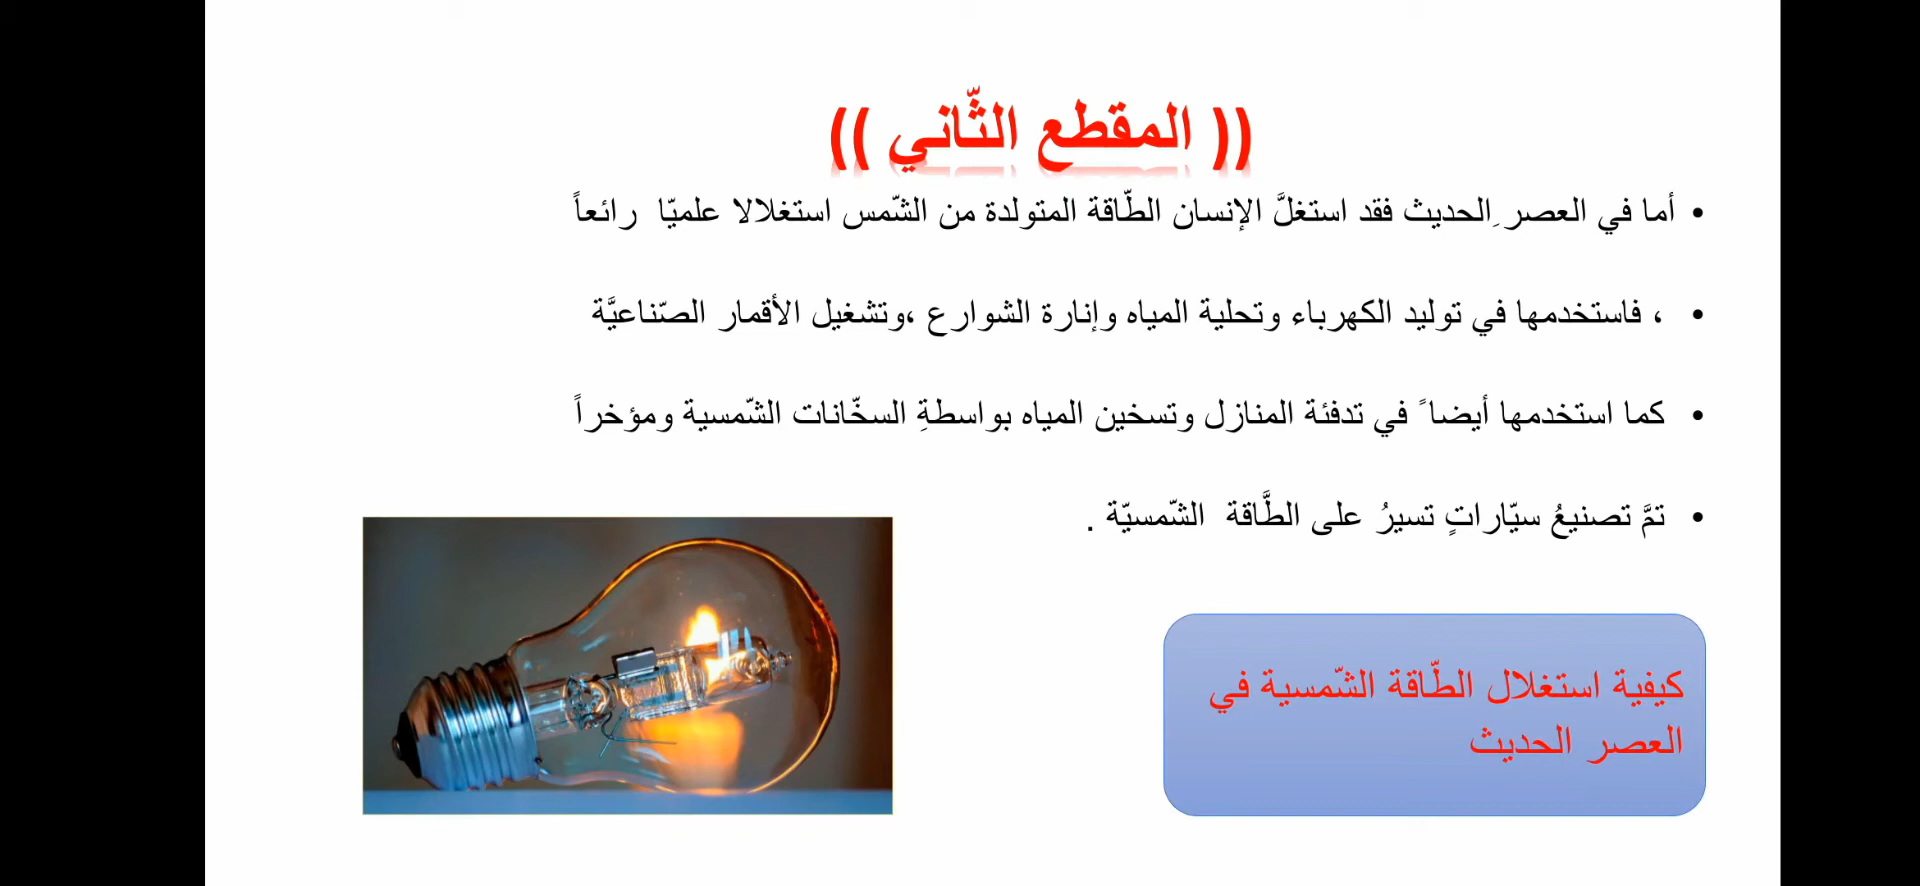 (( المقطع الثّاني ))
• أما في العصرِ الحديث فقد استغلَّ الإنسان الطّاقة المتولدة من الشّمس استغلالا علميّا رائعاً
• ، فاستخدمها في توليد الكهرباء وتحلية المياه وإنارة الشوارع ،وتشغيل الأقمار الصّناعيَّة
• كما استخدمها أيضا ً في تدفئة المنازل وتسخين المياه بواسطةِ السخّانات الشّمسية ومؤخراً
• تمَّ تصنيعُ سيّاراتٍ تسيرُ على الطَّاقة الشّمسيّة .
كيفية استغلال الطّاقة الشّمسية في
العصر الحديث